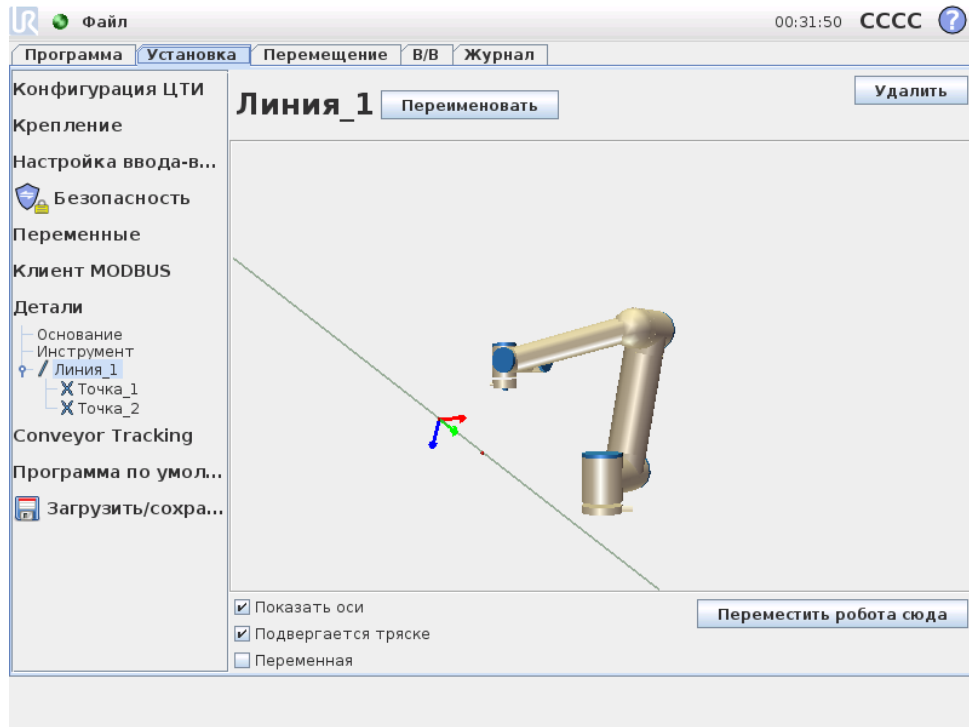 UR Файл 00:31:50 CCCC ?
Программа Установка Перемещение В/В Журнал
Конфигурация ЦТИ
Крепление
Настройка ввода-в...
Безопасность
Переменные
Клиент MODBUS
Детали
Основание
Инструмент
Линия_1
Точка_1
Точка_2
Conveyor Tracking
Программа по умол...
Загрузить/сохра...
Линия_1 Переименовать Удалить
Показать оси
Подвергается тряске
Переменная
Переместить робота сюда